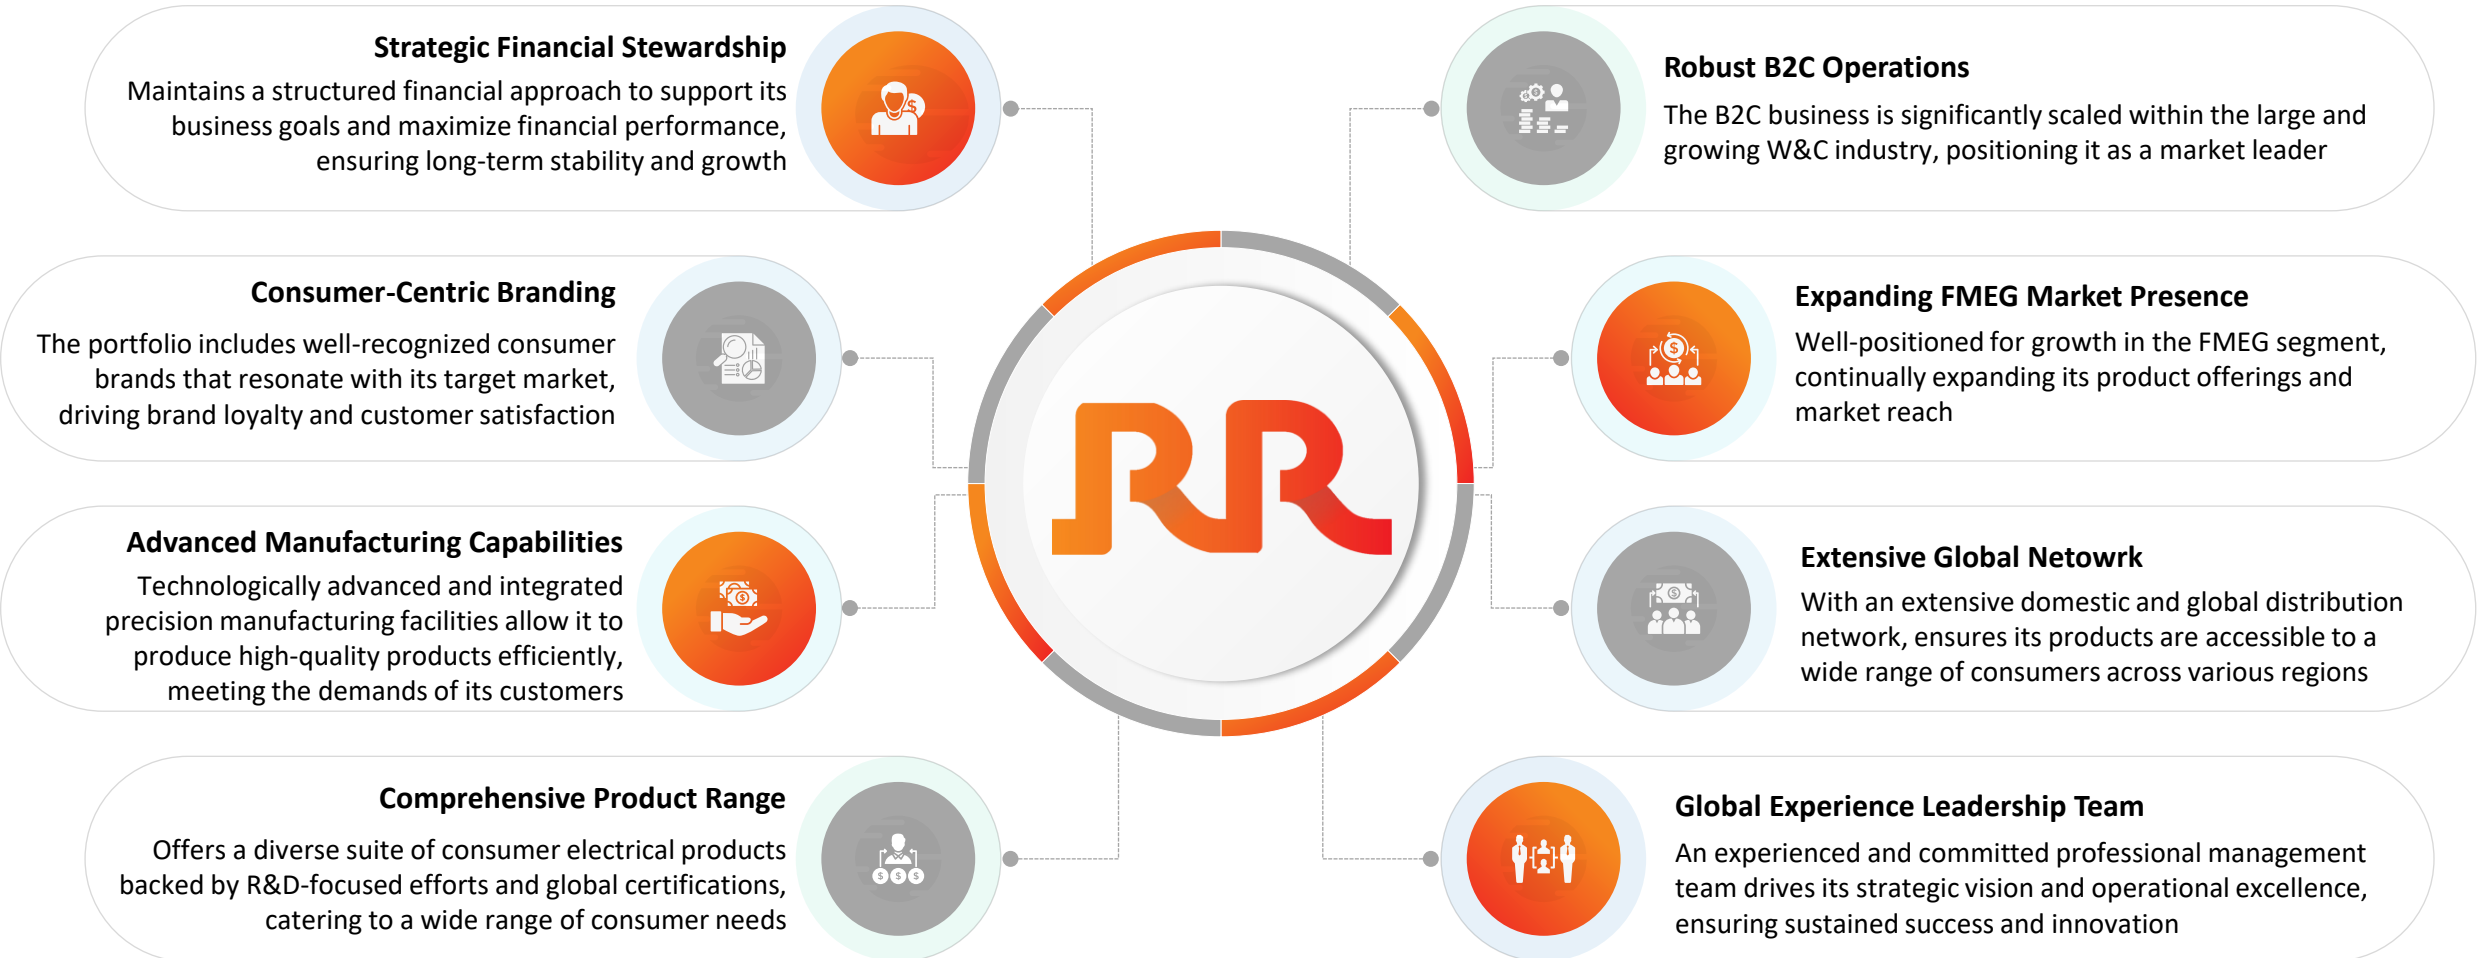 Strategic Financial Stewardship
Maintains a structured financial approach to support its
business goals and maximize financial performance,
ensuring long-term stability and growth
Consumer-Centric Branding
The portfolio includes well-recognized consumer
brands that resonate with its target market,
driving brand loyalty and customer satisfaction
Advanced Manufacturing Capabilities
Technologically advanced and integrated
precision manufacturing facilities allow it to
produce high-quality products efficiently,
meeting the demands of its customers
Comprehensive Product Range
Offers a diverse suite of consumer electrical products
backed by R&D-focused efforts and global certifications,
catering to a wide range of consumer needs
RR
Robust B2C Operations
The B2C business is significantly scaled within the large and
growing W&C industry, positioning it as a market leader
Expanding FMEG Market Presence
Well-positioned for growth in the FMEG segment,
continually expanding its product offerings and
market reach
Extensive Global Netowrk
With an extensive domestic and global distribution
network, ensures its products are accessible to a
wide range of consumers across various regions
Global Experience Leadership Team
An experienced and committed professional management
team drives its strategic vision and operational excellence,
ensuring sustained success and innovation